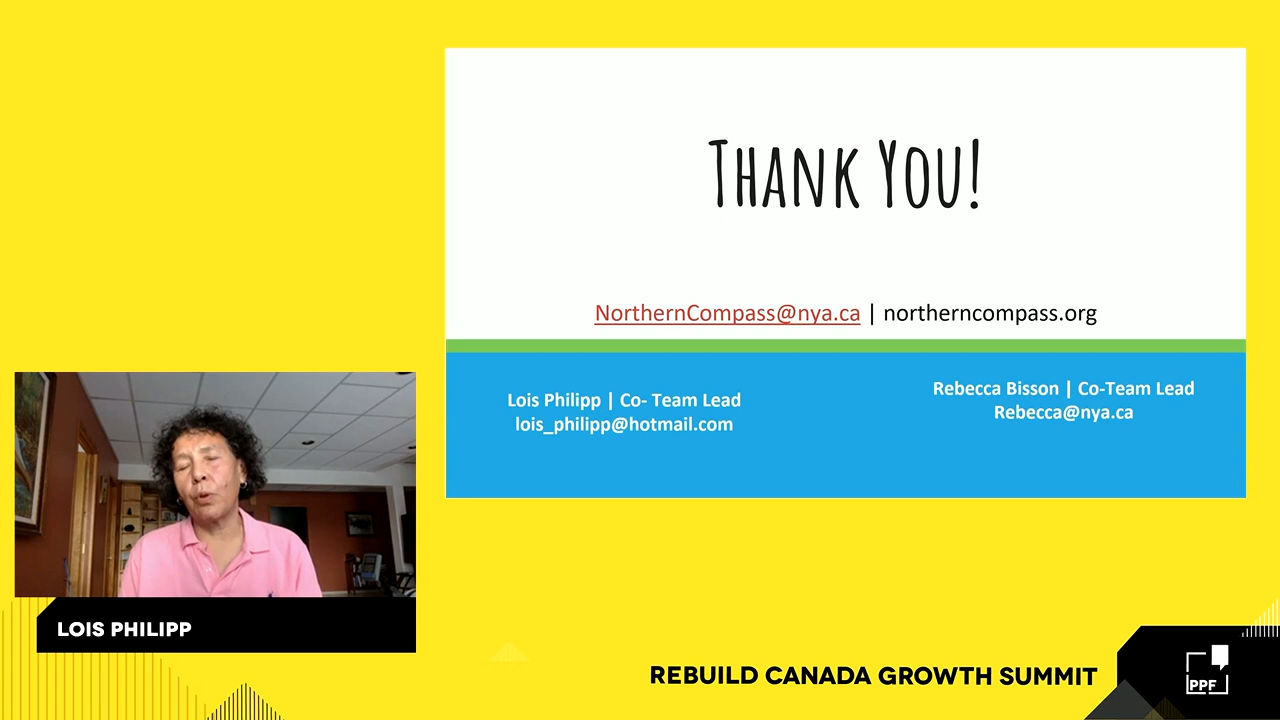 THANK YOU!
NorthernCompass@nya.ca | northerncompass.org
Lois Philipp | Co- Team Lead
lois_philipp@hotmail.com
Rebecca Bisson | Co-Team Lead
Rebecca@nya.ca
LOIS PHILIPP
REBUILD CANADA GROWTH SUMMIT
PPF